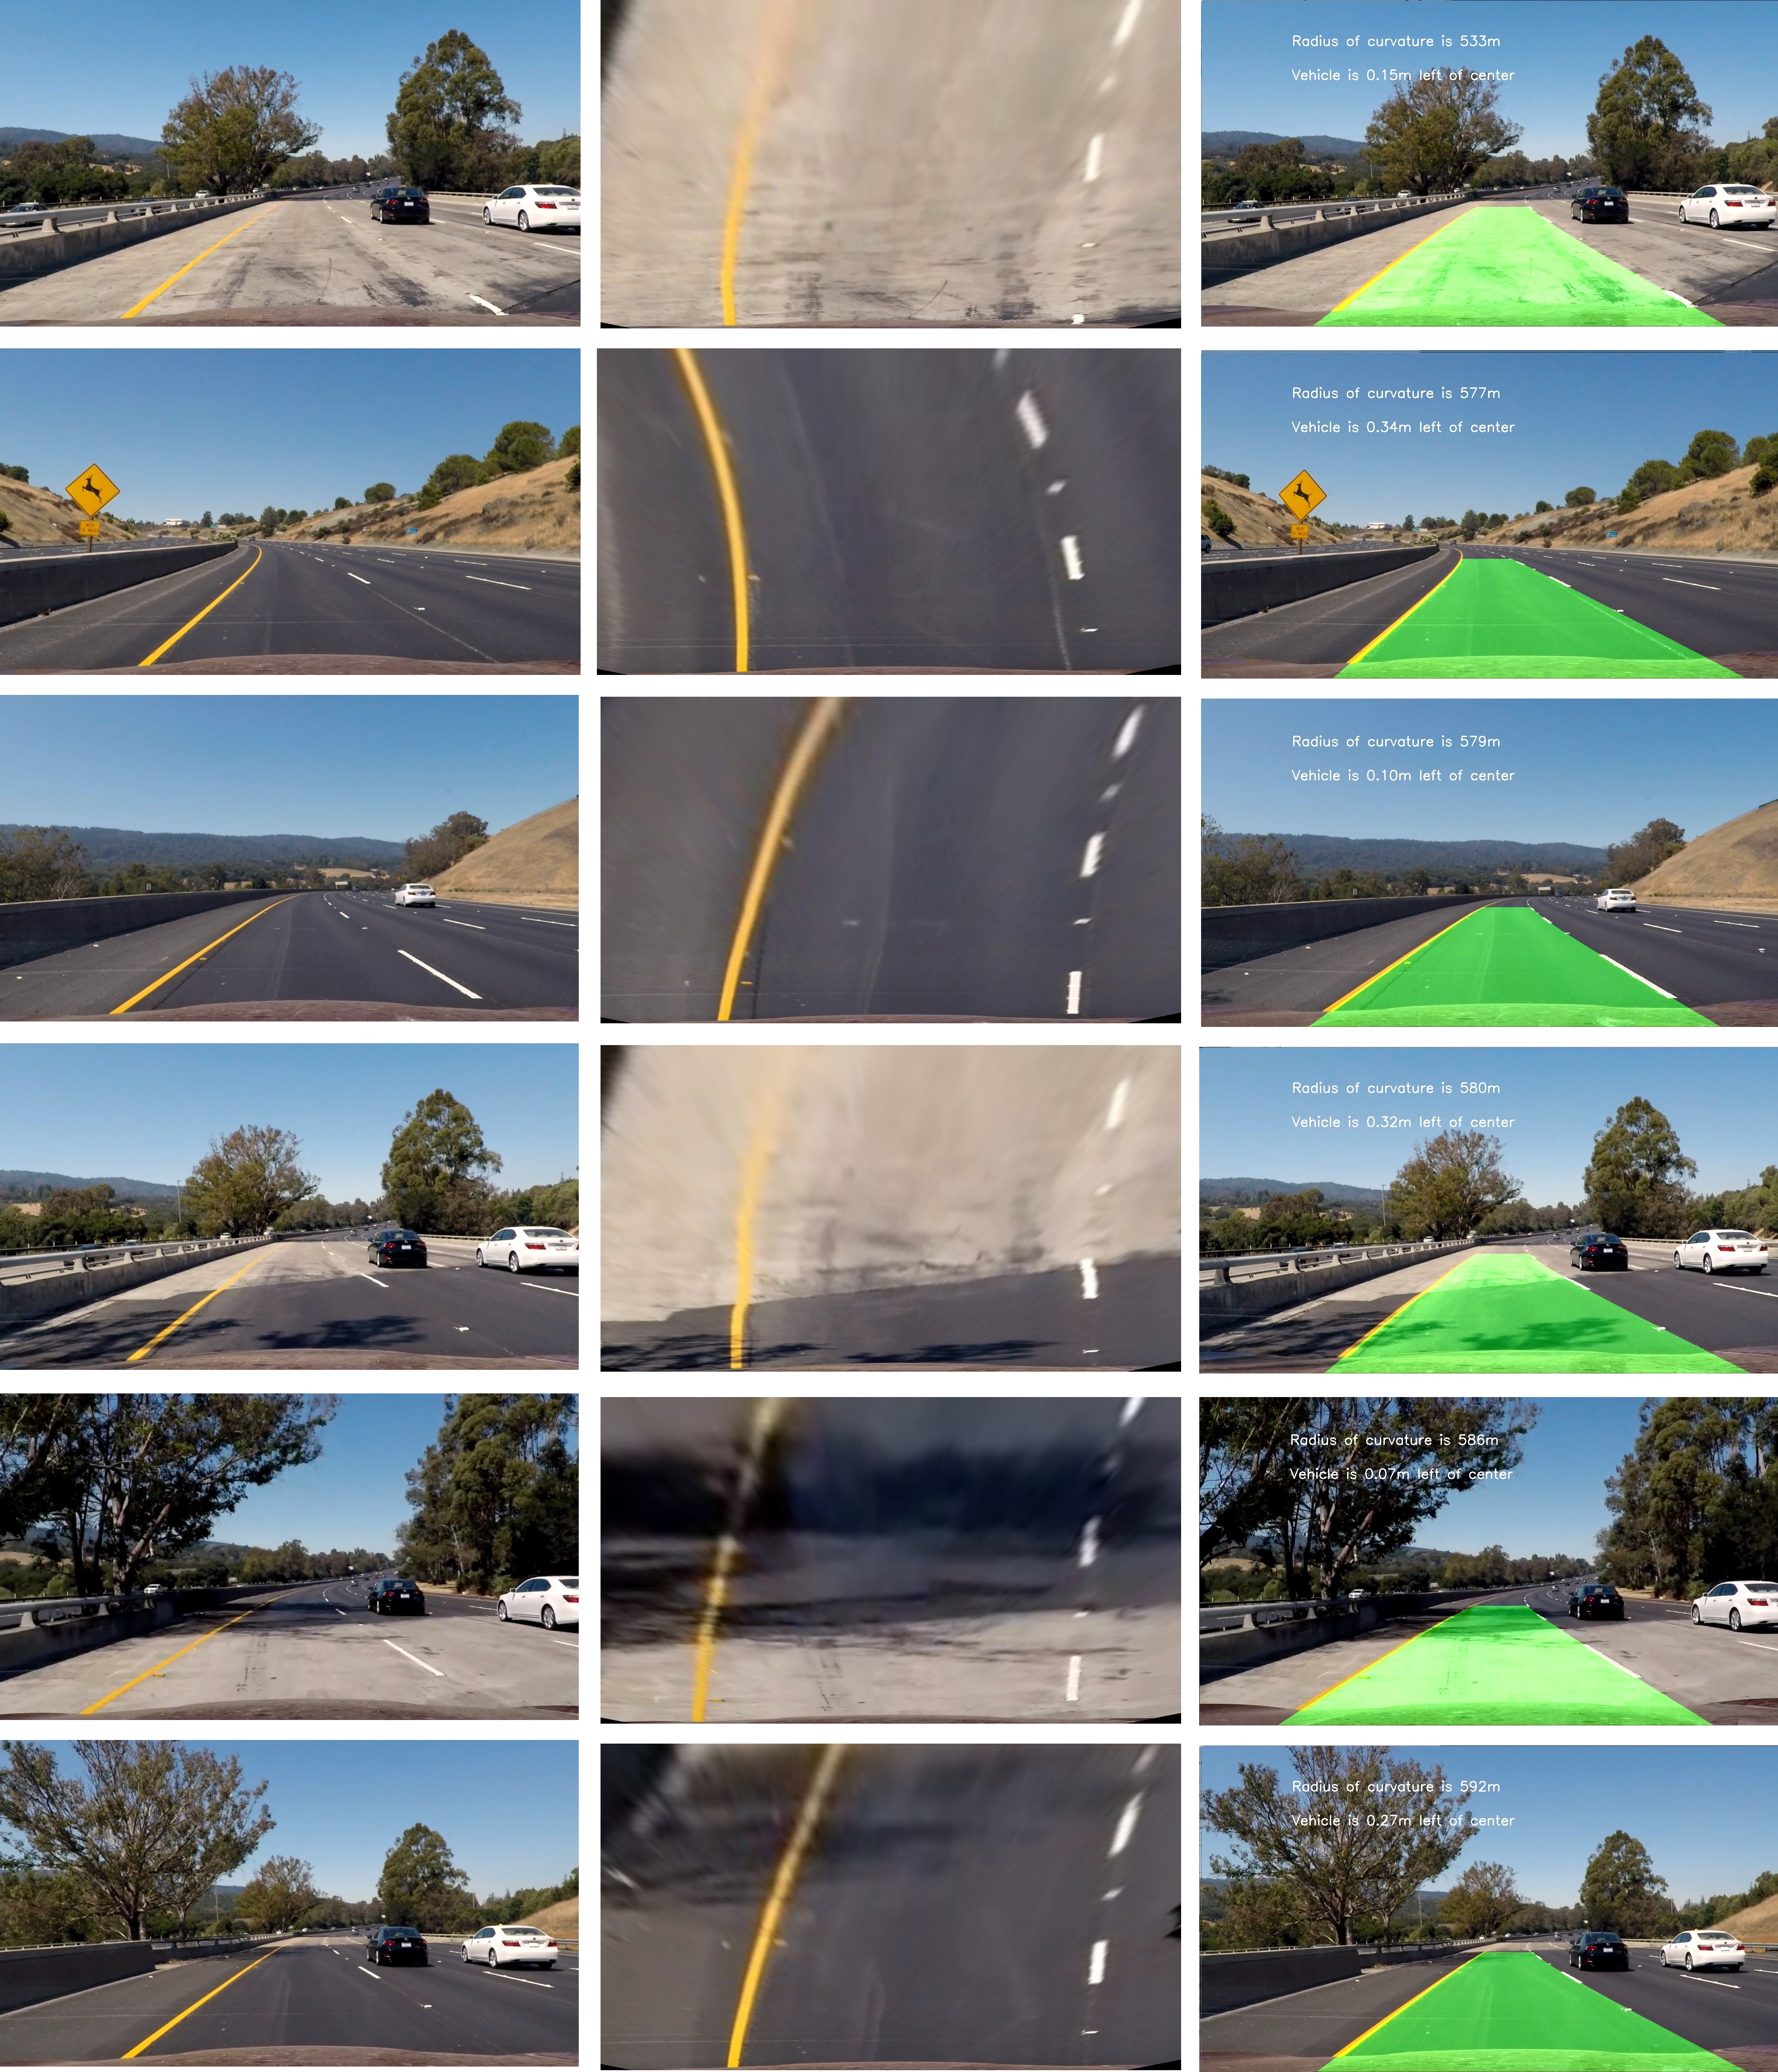 Radius of curvature is 533m
Vehicle is 0.15m left of center
Radius of curvature is 577m
Vehicle is 0.34m left of center
Radius of curvature is 579m
Vehicle is 0.10m left of center
Radius of curvature is 580m
Vehicle is 0.32m left of center
Radius of curvature is 586m
Vehicle is 0.07m left of center
Radius of curvature is 592m
Vehicle is 0.27m left of center